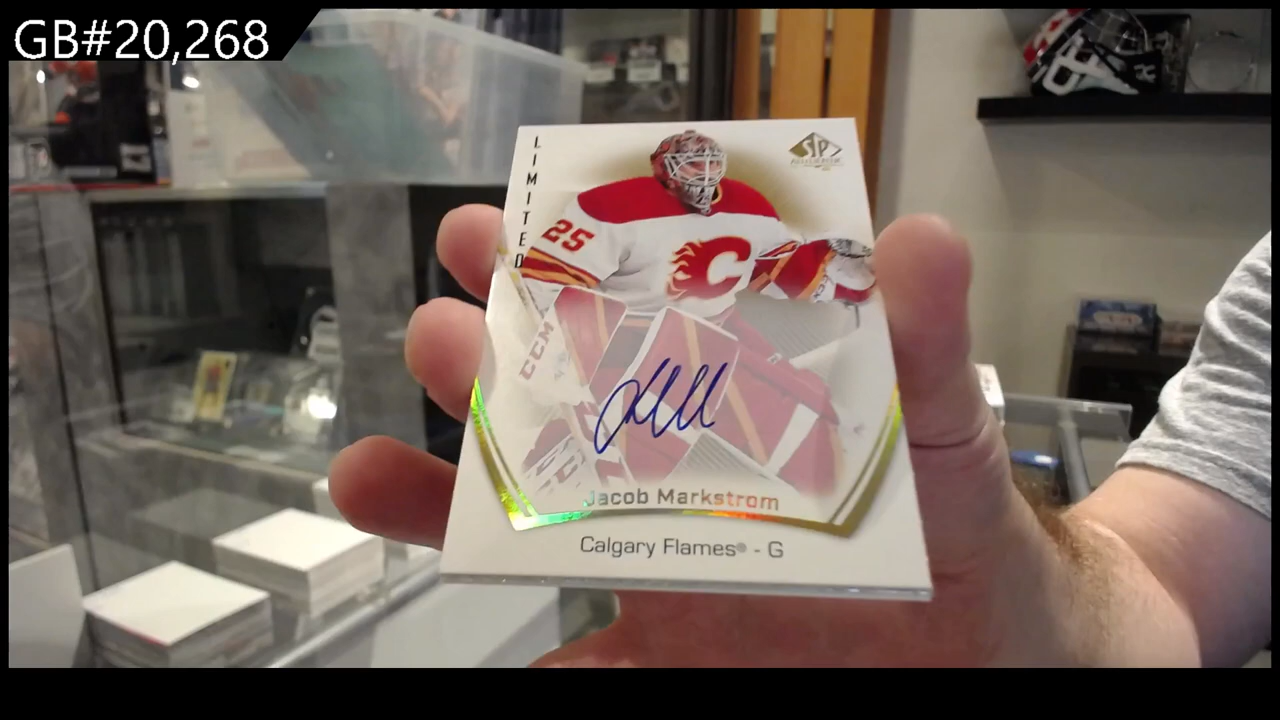 GB#20,268
LIMITED
SP
25
C
CCM
Jacob Markstrom
Calgary Flames® - G